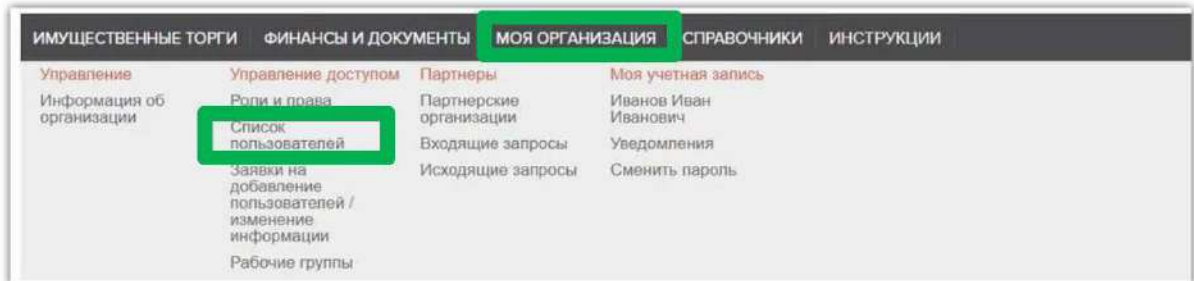 ИМУЩЕСТВЕННЫЕ ТОРГИ ФИНАНСЫ И ДОКУМЕНТЫ МОЯ ОРГАНИЗАЦИЯ СПРАВОЧНИКИ ИНСТРУКЦИИ
Управление
Информация об
организации
Управление доступом
Роли и права
Список
пользователей
Заявки на
добавление
пользователей /
изменение
информации
Рабочие группы
Партнеры
Партнерские
организации
Входящие запросы
Исходящие запросы
Моя учетная запись
Иванов Иван
Иванович
Уведомления
Сменить пароль